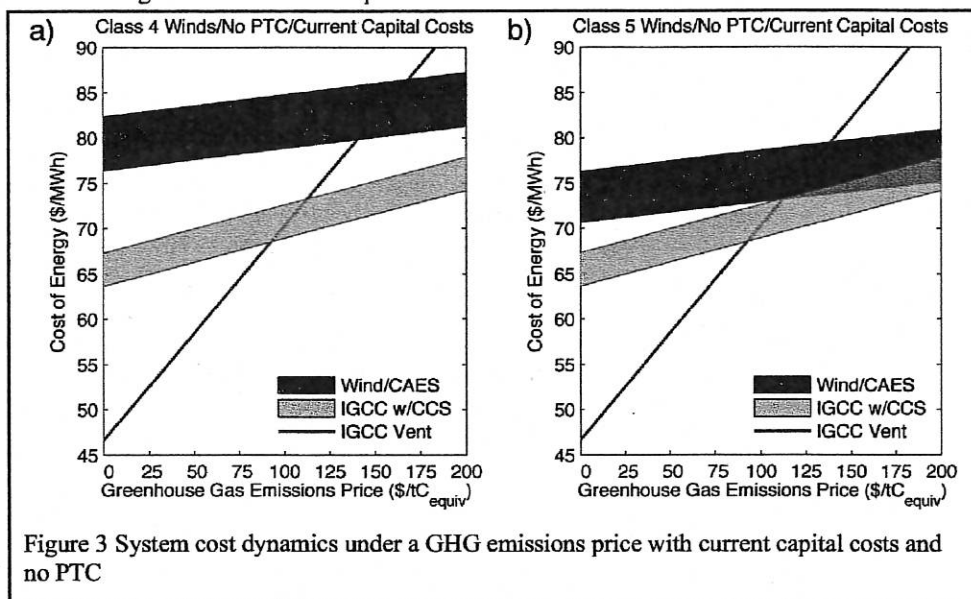 a) Class 4 Winds/No PTC/Current Capital Costs
90
85
80
75
70
65
60
55
50
45
Cost of Energy ($/MWh)
Wind/CAES
IGCC w/CCS
IGCC Vent
0 25 50 75 100 125 150 175 200
Greenhouse Gas Emissions Price ($/tC equiv)
b) Class 5 Winds/No PTC/Current Capital Costs
90
85
80
75
70
65
60
55
50
45
Cost of Energy ($/MWh)
Wind/CAES
IGCC w/CCS
IGCC Vent
0 25 50 75 100 125 150 175 200
Greenhouse Gas Emissions Price ($/tC equiv)
Figure 3 System cost dynamics under a GHG emissions price with current capital costs and
no PTC